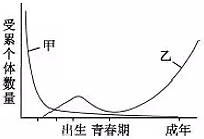 受累个体数量
甲
乙
出生 青春期 成年